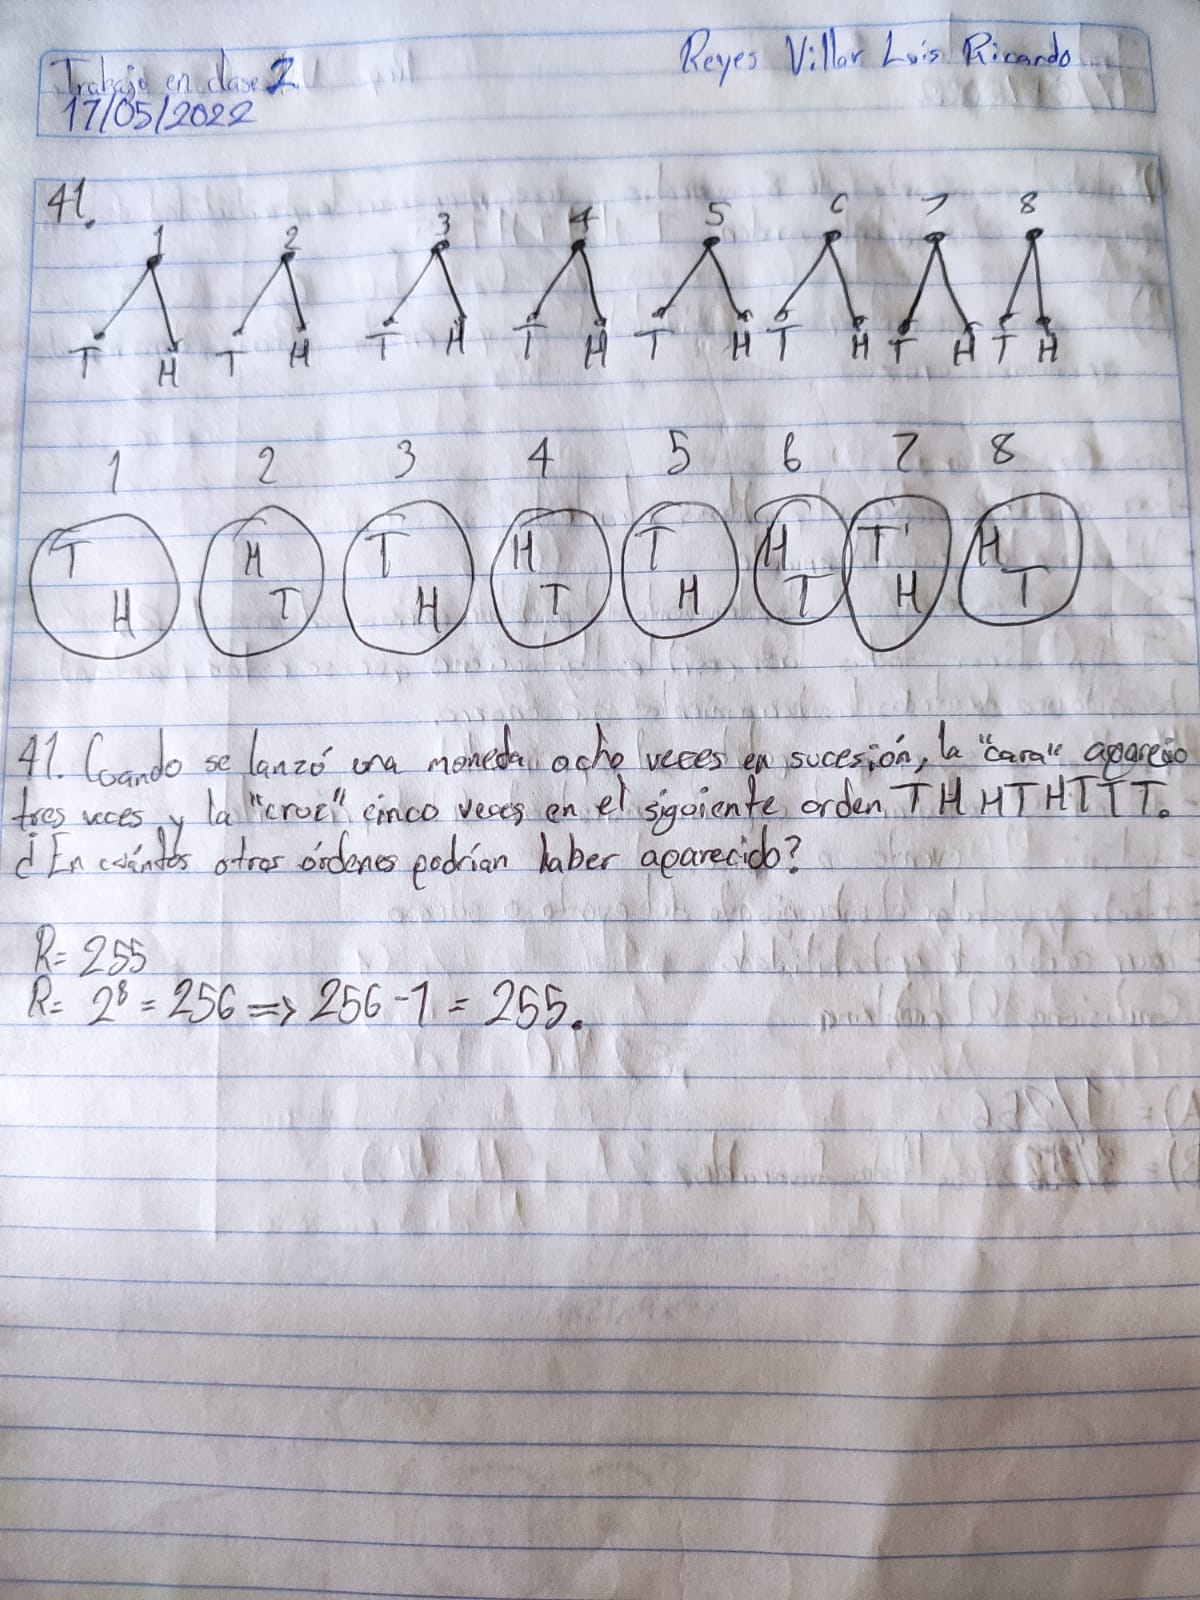 Trabajo en clase 2
Reyes Villar Luis Ricardo
17/05/2022
41.
1 2 3 4 5 6 7 8
T H T H T H T H T H T H T H T H
1 2 3 4 5 6 7 8
T H T H T H T H
H T H T H T H T
41. Cuando se lanzó una moneda ocho veces en sucesión, la "cara" apareció
tres veces y la "cruz" cinco veces en el siguiente orden THHTHTTT.
¿En cuántos otros órdenes podrían haber aparecido?
R= 255
R= 2⁸ = 256 => 256-1 = 255.